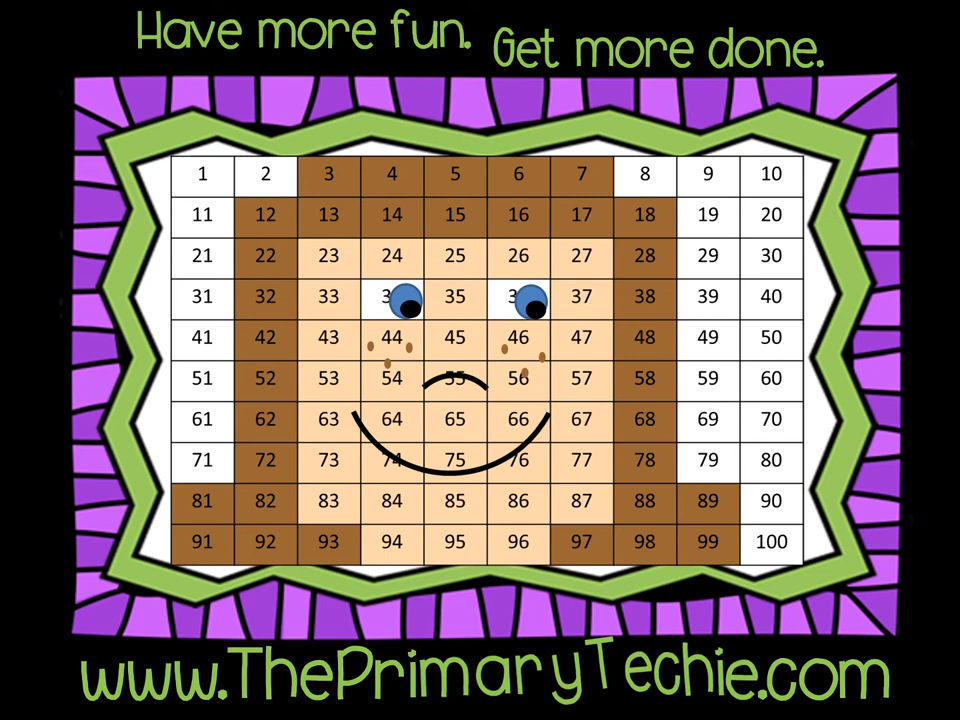 Have more fun. Get more done.
1 2 3 4 5 6 7 8 9 10
11 12 13 14 15 16 17 18 19 20
21 22 23 24 25 26 27 28 29 30
31 32 33 35 37 38 39 40
41 42 43 44 45 46 47 48 49 50
51 52 53 54 55 56 57 58 59 60
61 62 63 64 65 66 67 68 69 70
71 72 73 74 75 76 77 78 79 80
81 82 83 84 85 86 87 88 89 90
91 92 93 94 95 96 97 98 99 100
www.ThePrimaryTechie.com